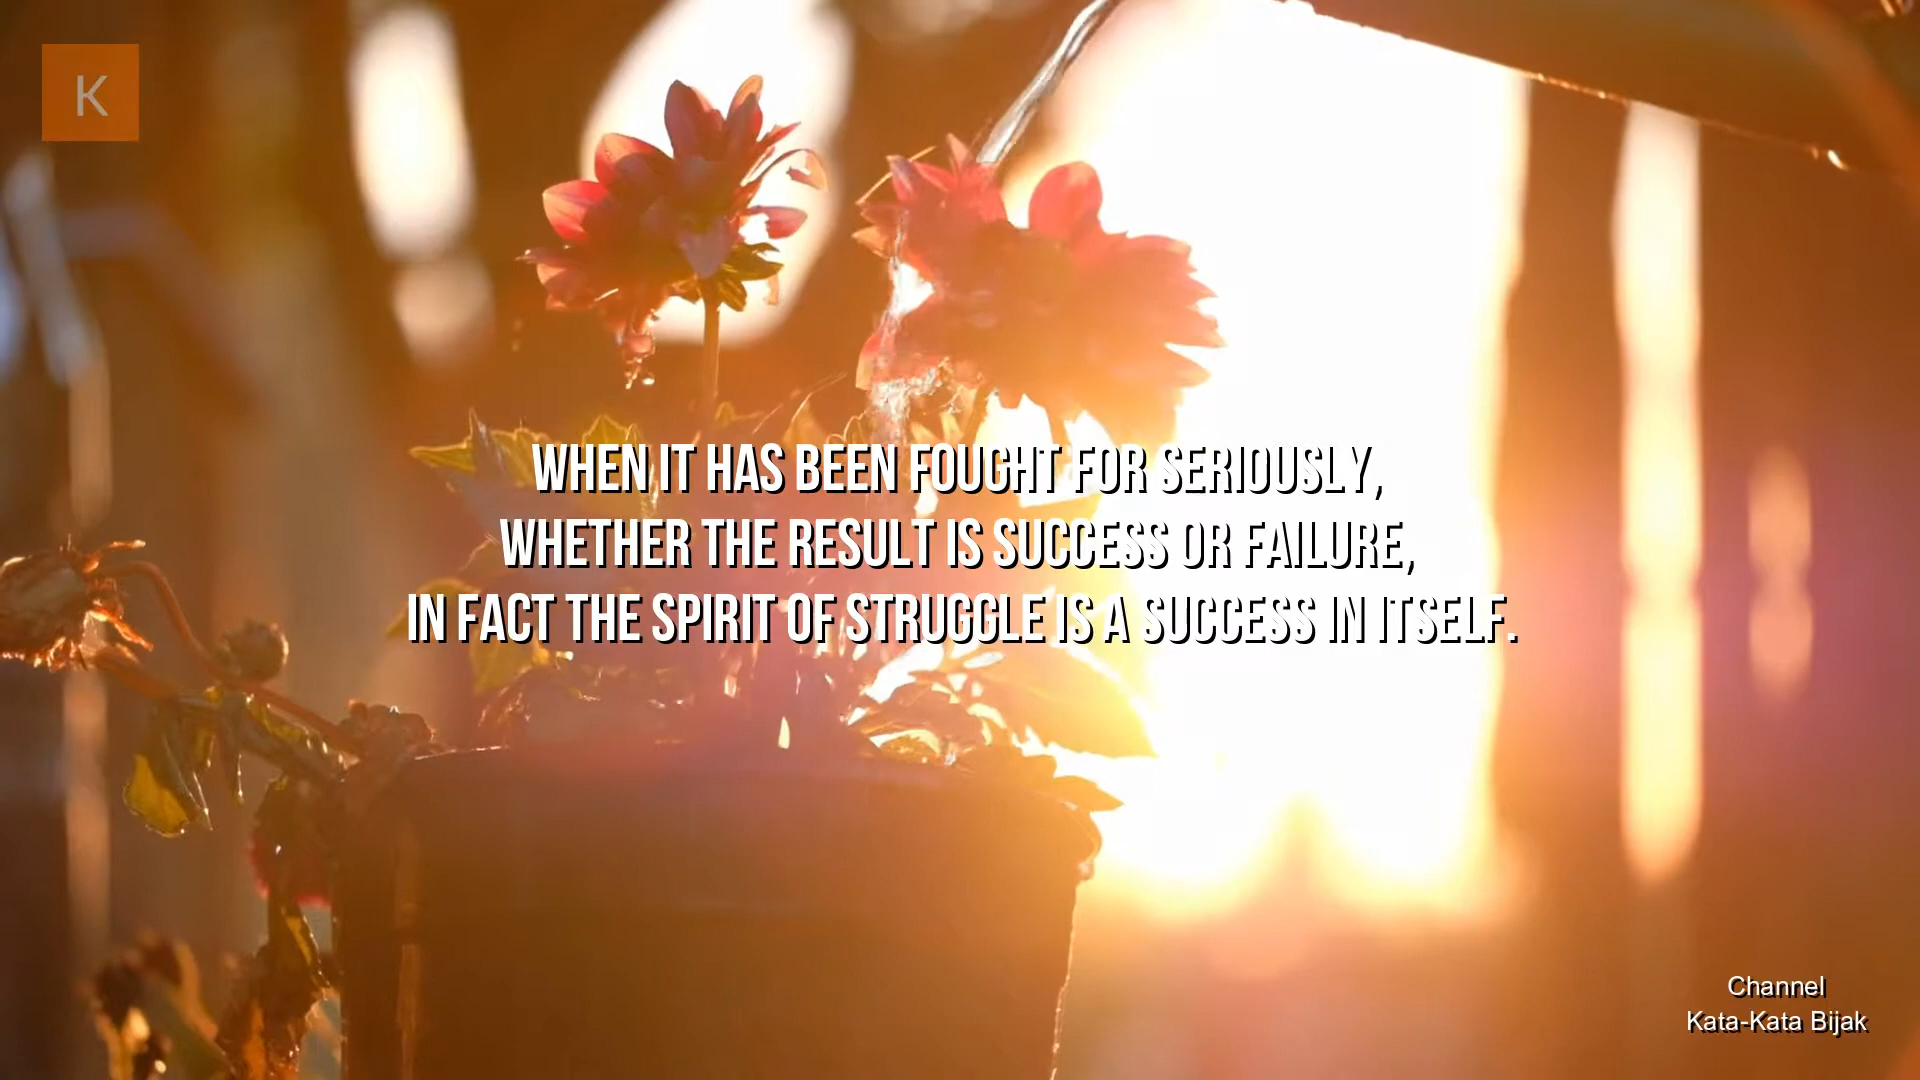 K
WHEN IT HAS BEEN FOUGHT FOR SERIOUSLY,
WHETHER THE RESULT IS SUCCESS OR FAILURE,
IN FACT THE SPIRIT OF STRUGGLE IS A SUCCESS IN ITSELF.
Channel
Kata-Kata Bijak